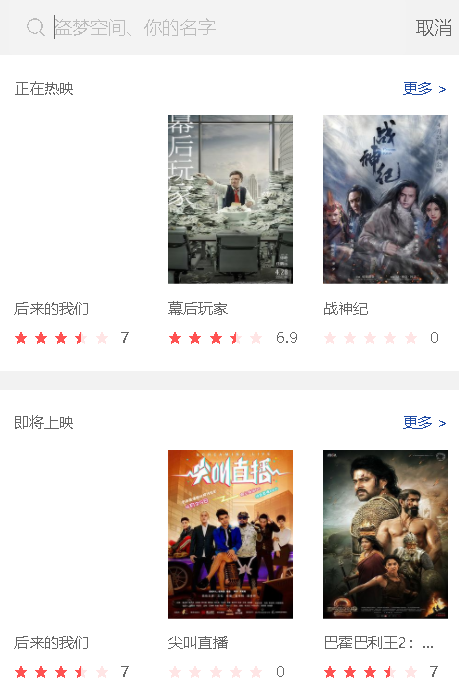 盗梦空间、你的名字
取消
正在热映
更多 >
幕后玩家
4.28
战神纪
后来的我们
幕后玩家
战神纪
7
6.9
0
即将上映
更多 >
尖叫直播
后来的我们
尖叫直播
巴霍巴利王2：...
7
0
7